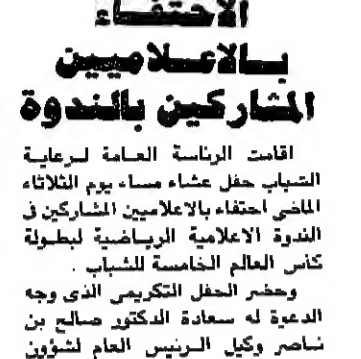 الاحتفاء
بالاعلاميين
المشاركين بالندوة
اقامت الرئاسة العامة لرعاية
الشباب حفل عشاء مساء يوم الثلاثاء
الماضي احتفاء بالاعلاميين المشاركين في
الندوة الاعلامية الرياضية لبطولة
كأس العالم الخامسة للشباب .
وحضر الحفل التكريمى الذى وجه
الدعوة له سعادة الدكتور صالح بن
ناصر وكيل الرئيس العام لشؤون